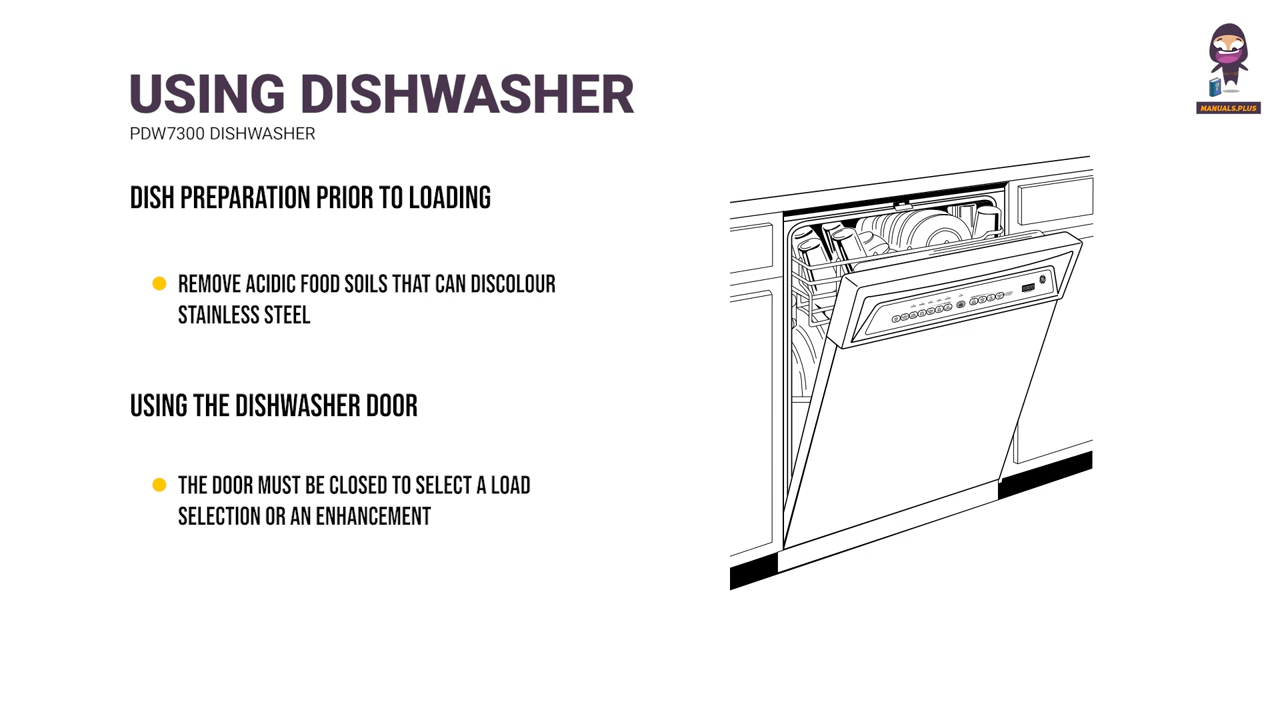 USING DISHWASHER
PDW7300 DISHWASHER
DISH PREPARATION PRIOR TO LOADING
REMOVE ACIDIC FOOD SOILS THAT CAN DISCOLOUR
STAINLESS STEEL
USING THE DISHWASHER DOOR
THE DOOR MUST BE CLOSED TO SELECT A LOAD
SELECTION OR AN ENHANCEMENT
MANUALS.PLUS